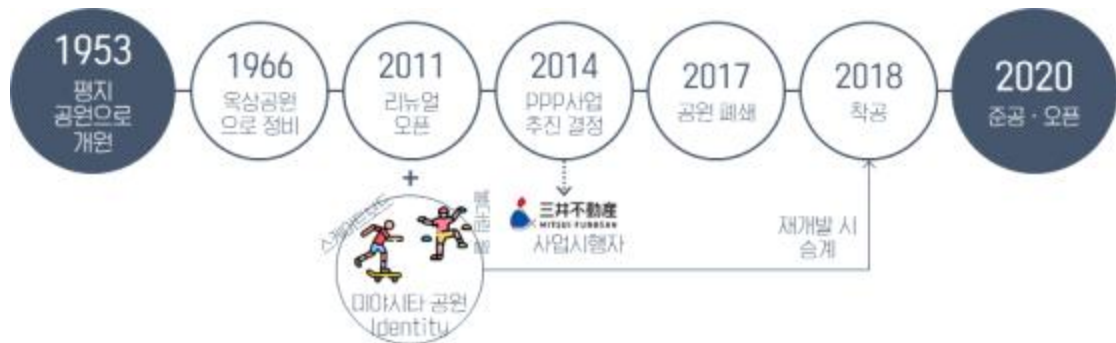 1953
평지
공원으로
개원
1966
옥상공원
으로 정비
2011
리뉴얼
오픈
2014
PPP사업
추진 결정
2017
공원 폐쇄
2018
착공
2020
준공 · 오픈
+
스케이트보드
볼더링
미야시타 공원
Identity
三井不動産
MITSUI FUDOSAN
사업시행자
재개발 시
승계